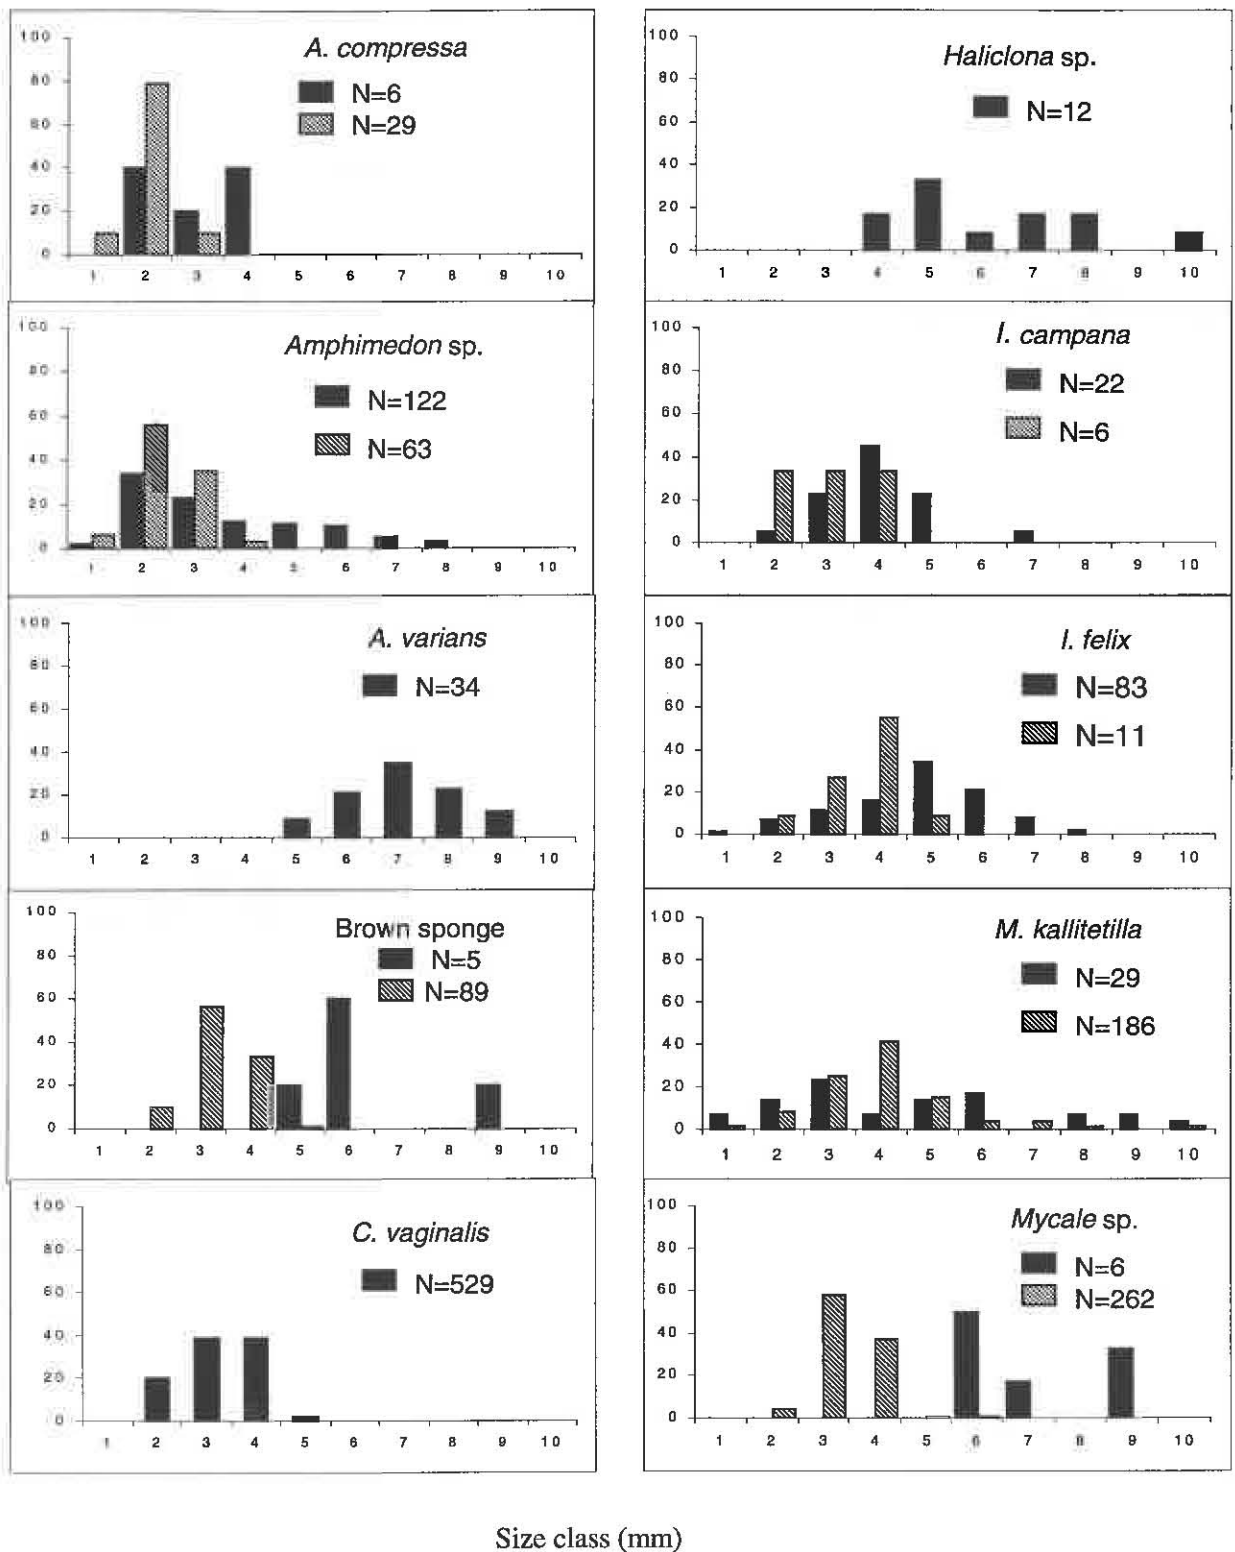 A. compressa
N=6
N=29
100
80
60
40
20
0
1 2 3 4 5 6 7 8 9 10
Haliclona sp.
N=12
100
80
60
40
20
0
1 2 3 4 5 6 7 8 9 10
Amphimedon sp.
N=122
N=63
100
80
60
40
20
0
1 2 3 4 5 6 7 8 9 10
I. campana
N=22
N=6
100
80
60
40
20
0
1 2 3 4 5 6 7 8 9 10
A. varians
N=34
100
80
60
40
20
0
1 2 3 4 5 6 7 8 9 10
I. felix
N=83
N=11
100
80
60
40
20
0
1 2 3 4 5 6 7 8 9 10
Brown sponge
N=5
N=89
100
80
60
40
20
0
1 2 3 4 5 6 7 8 9 10
M. kallitetilla
N=29
N=186
100
80
60
40
20
0
1 2 3 4 5 6 7 8 9 10
C. vaginalis
N=529
100
80
60
40
20
0
1 2 3 4 5 6 7 8 9 10
Mycale sp.
N=6
N=262
100
80
60
40
20
0
1 2 3 4 5 6 7 8 9 10
Size class (mm)